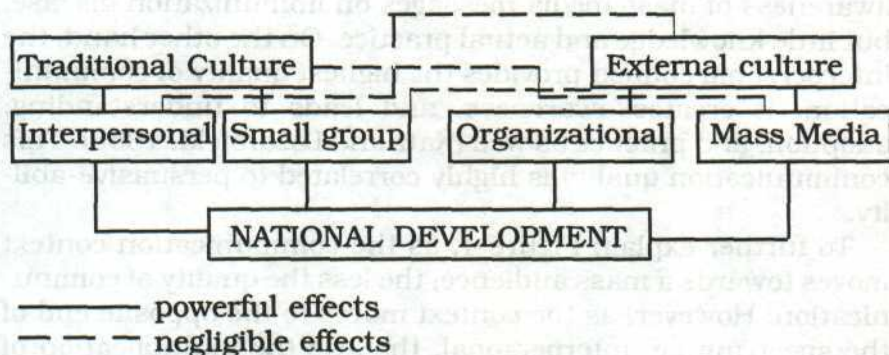 Traditional Culture External culture
Interpersonal Small group Organizational Mass Media
NATIONAL DEVELOPMENT
powerful effects
negligible effects